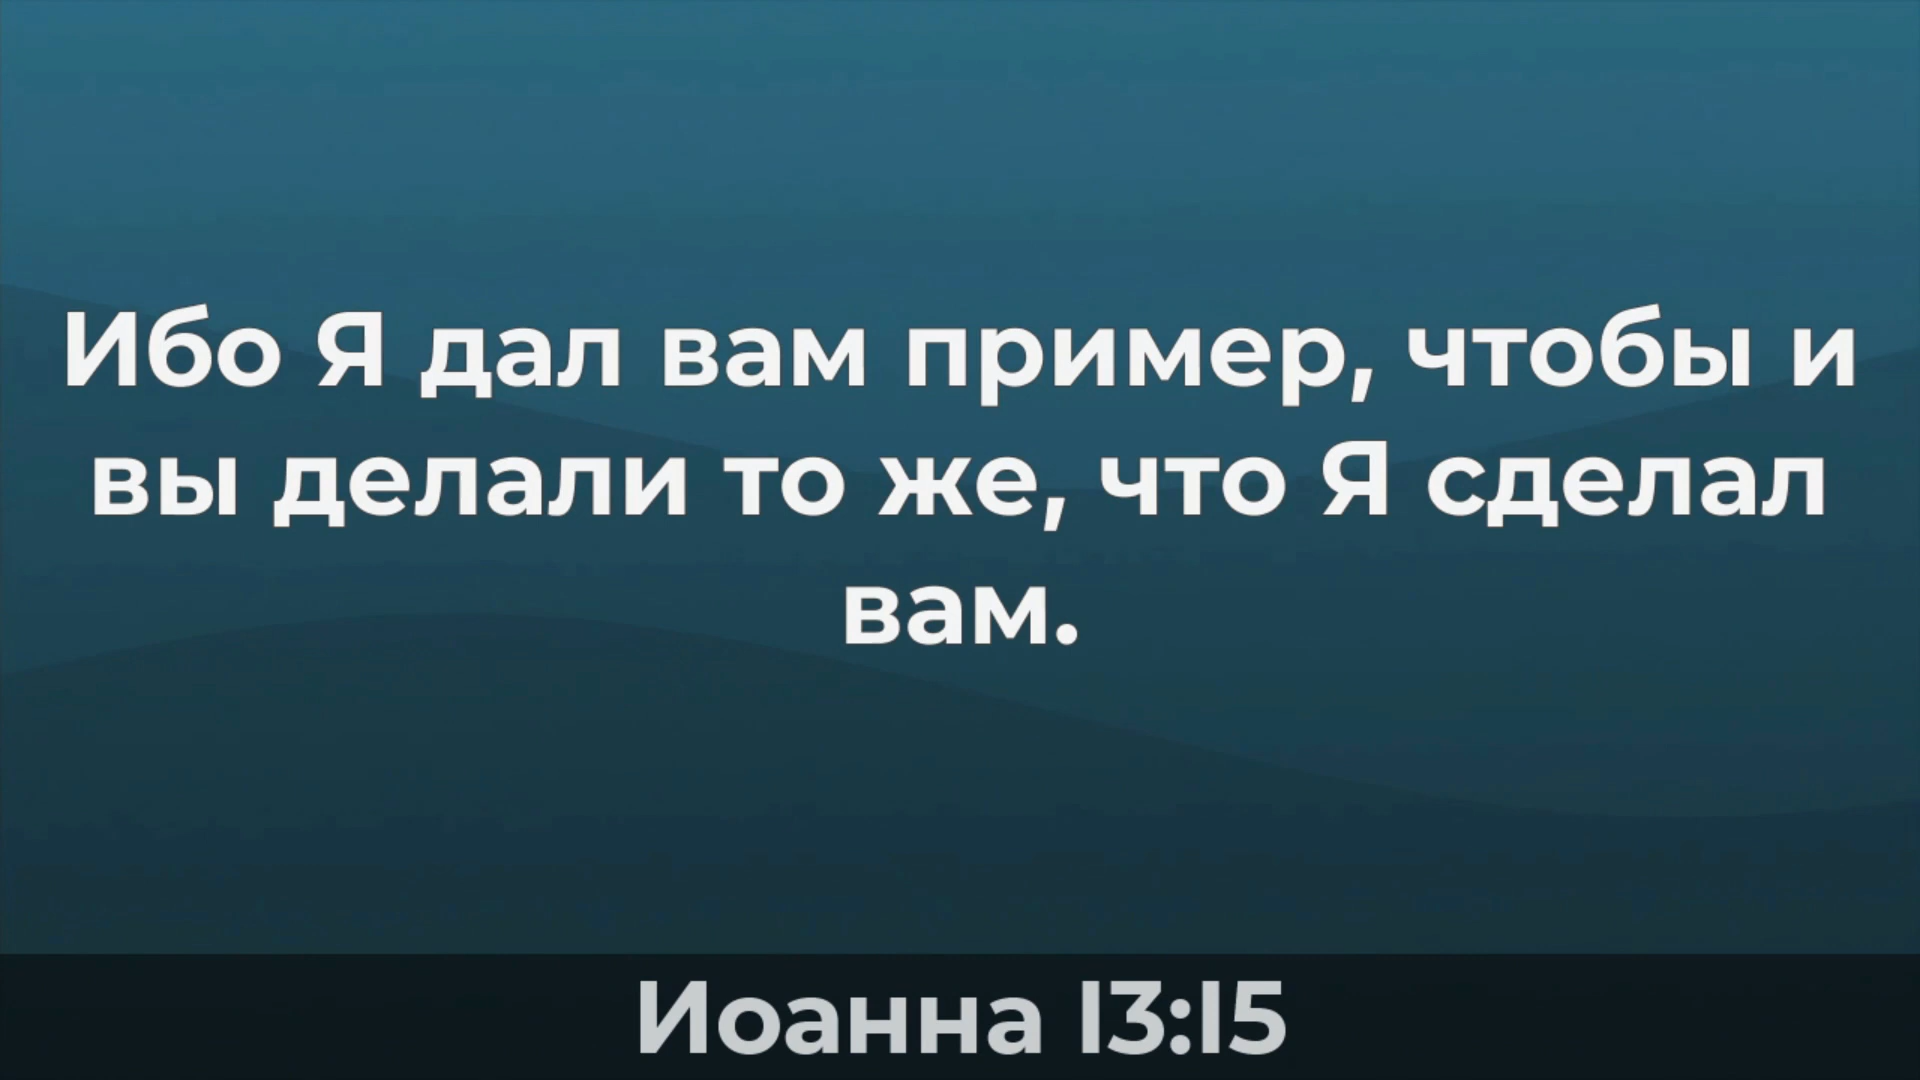 Ибо Я дал вам пример, чтобы и
вы делали то же, что Я сделал
вам.
Иоанна 13:15